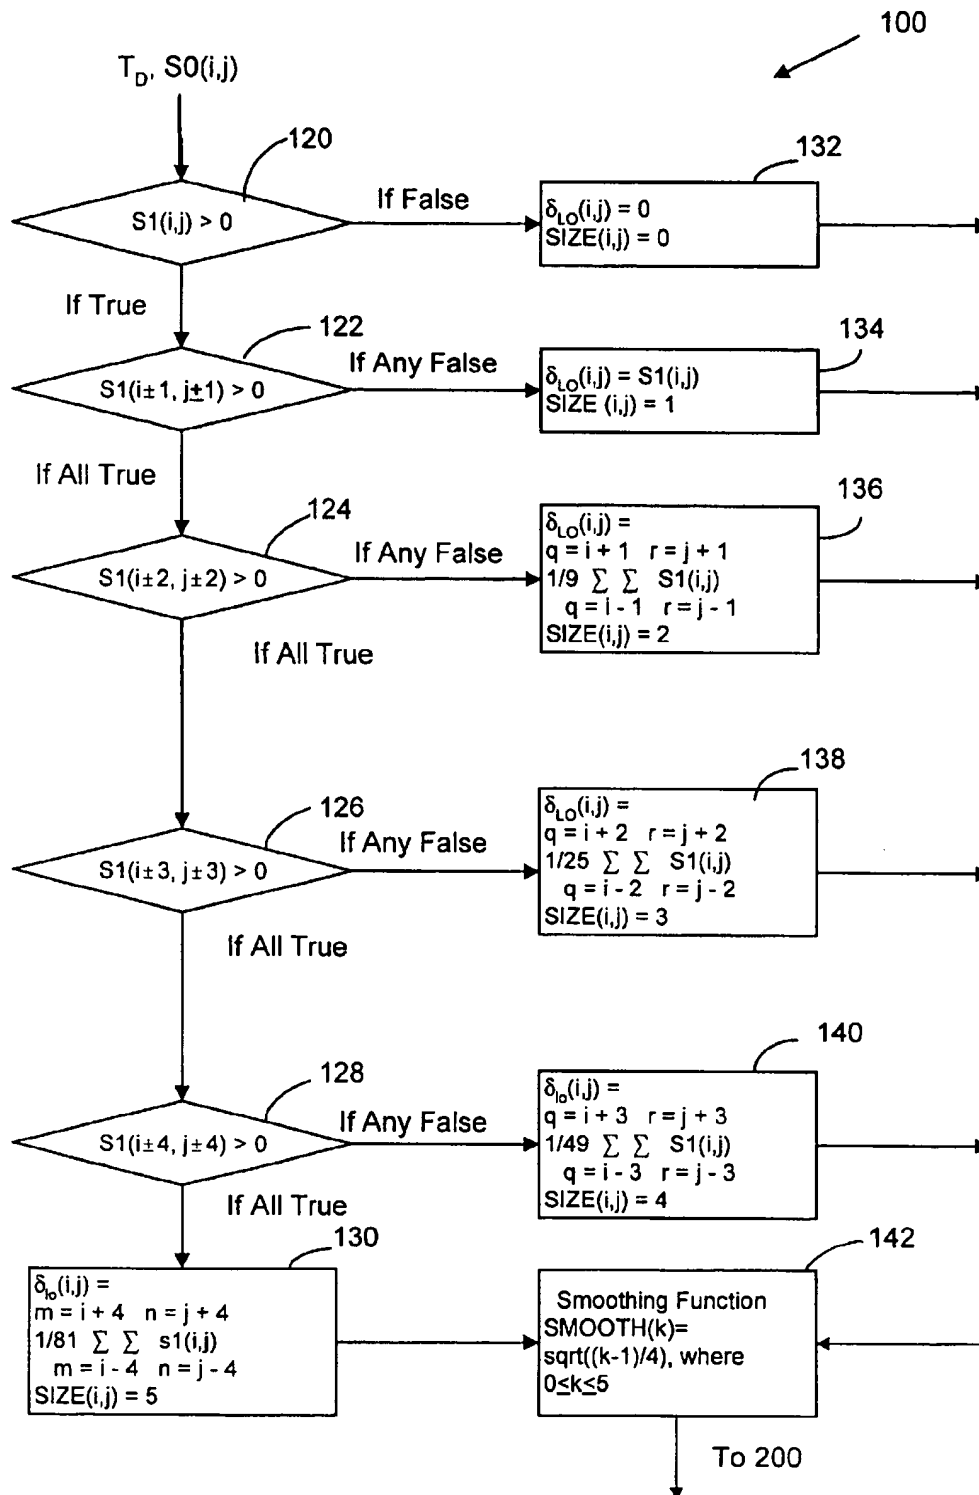 100
T_D, S0(i,j)
120
S1(i,j) > 0
If False
132
δ_LO(i,j) = 0
SIZE(i,j) = 0
If True
122
S1(i±1, j±1) > 0
If Any False
134
δ_LO(i,j) = S1(i,j)
SIZE (i,j) = 1
If All True
124
S1(i±2, j±2) > 0
If Any False
136
δ_LO(i,j) =
q = i + 1 r = j + 1
1/9 ∑ ∑ S1(i,j)
q = i - 1 r = j - 1
SIZE(i,j) = 2
If All True
126
S1(i±3, j±3) > 0
If Any False
138
δ_LO(i,j) =
q = i + 2 r = j + 2
1/25 ∑ ∑ S1(i,j)
q = i - 2 r = j - 2
SIZE(i,j) = 3
If All True
128
S1(i±4, j±4) > 0
If Any False
140
δ_lo(i,j) =
q = i + 3 r = j + 3
1/49 ∑ ∑ S1(i,j)
q = i - 3 r = j - 3
SIZE(i,j) = 4
If All True
130
δ_lo(i,j) =
m = i + 4 n = j + 4
1/81 ∑ ∑ s1(i,j)
m = i - 4 n = j - 4
SIZE(i,j) = 5
142
Smoothing Function
SMOOTH(k)=
sqrt((k-1)/4), where
0≤k≤5
To 200